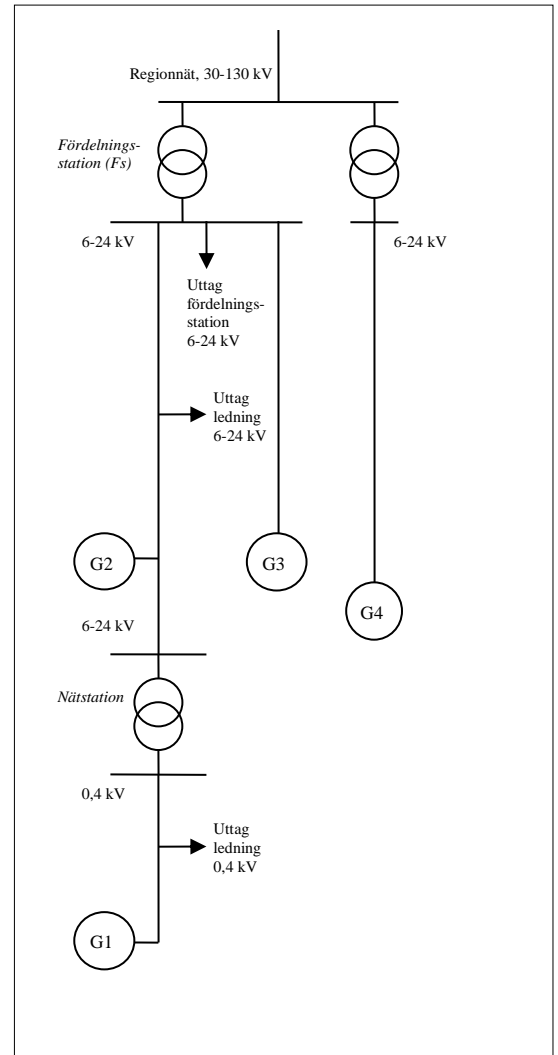 Regionnät, 30-130 kV
Fördelnings-
station (Fs)
6-24 kV
6-24 kV
Uttag
fördelnings-
station
6-24 kV
Uttag
ledning
6-24 kV
G2
G3
G4
6-24 kV
Nätstation
0,4 kV
Uttag
ledning
0,4 kV
G1